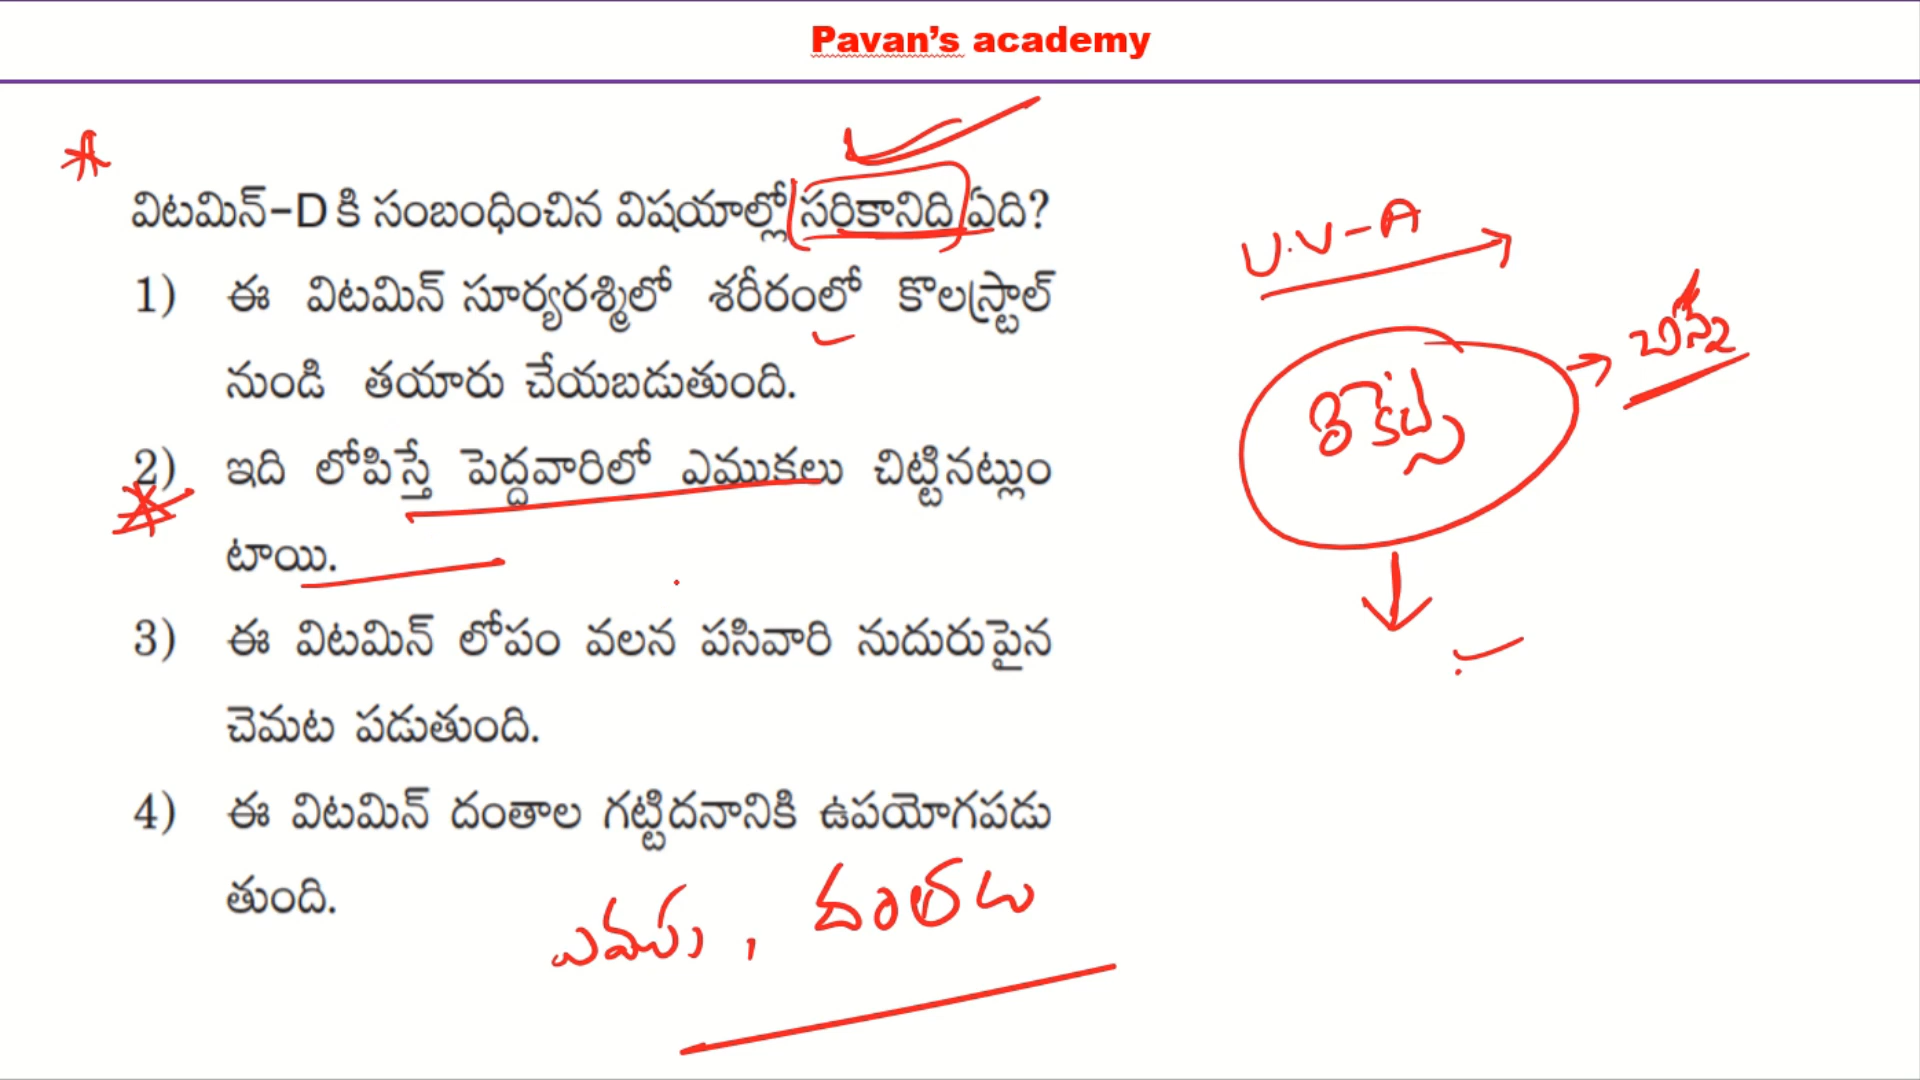 Pavan's academy
విటమిన్-D కి సంబంధించిన విషయాల్లో సరికానిది ఏది?
1) ఈ విటమిన్ సూర్యరశ్మిలో శరీరంలో కొలస్ట్రాల్
నుండి తయారు చేయబడుతుంది.
2) ఇది లోపిస్తే పెద్దవారిలో ఎముకలు చిట్టినట్లుం
టాయి.
3) ఈ విటమిన్ లోపం వలన పసివారి నుదురుపైన
చెమట పడుతుంది.
4) ఈ విటమిన్ దంతాల గట్టిదనానికి ఉపయోగపడు
తుంది.
U.V-A
రికెట్స్